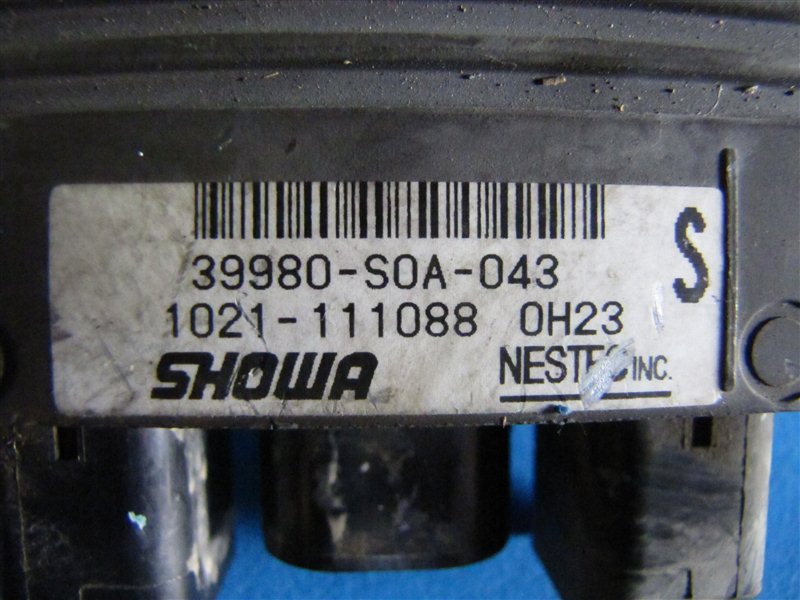 39980-S0A-043
S
1021-111088 0H23
SHOWA NESTEC INC.